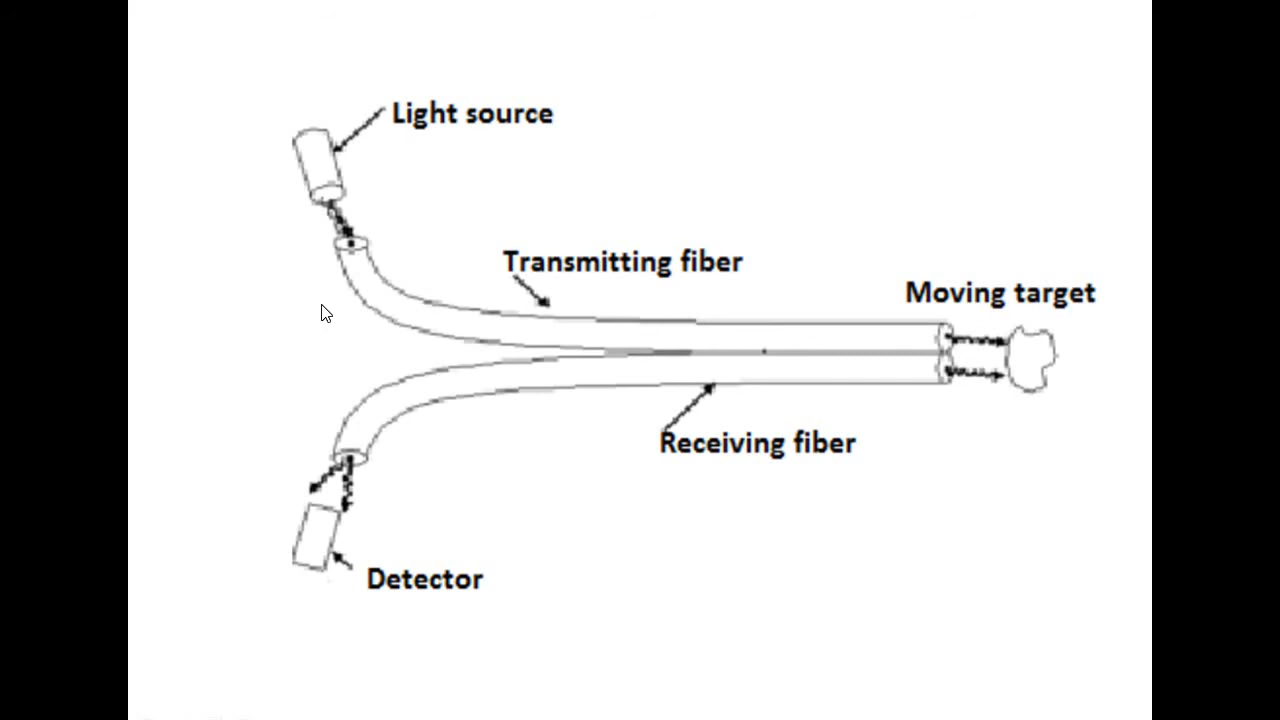 Light source
Transmitting fiber
Moving target
Receiving fiber
Detector